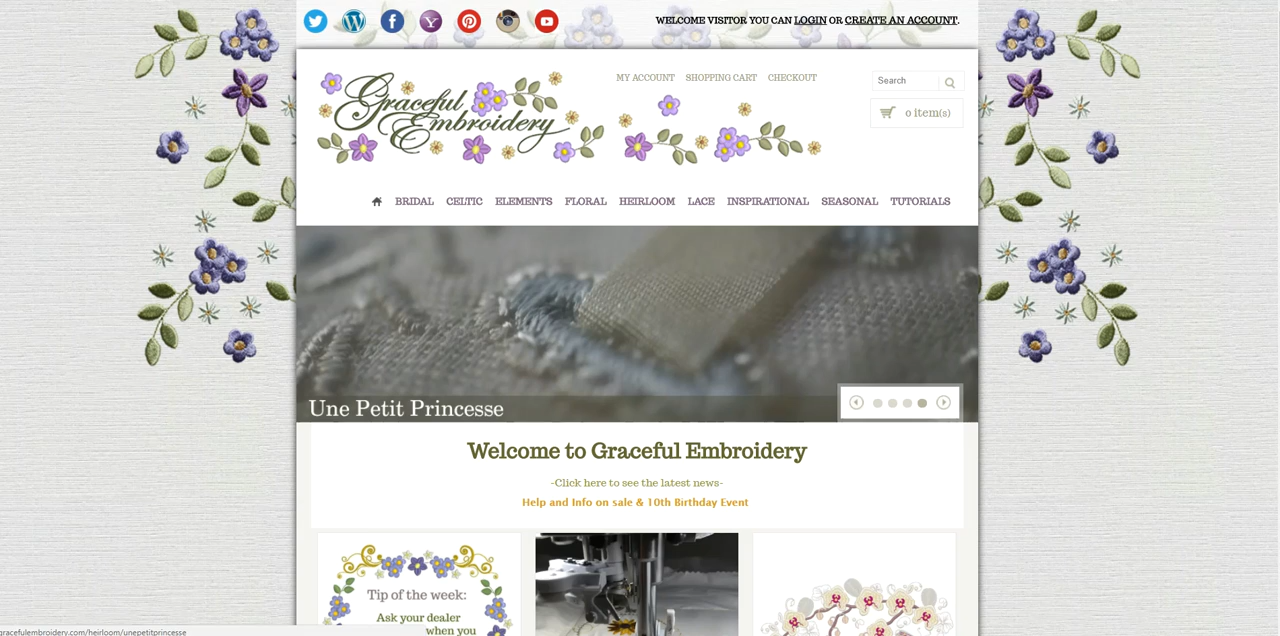 WELCOME VISITOR YOU CAN LOGIN OR CREATE AN ACCOUNT.
Graceful
Embroidery
MY ACCOUNT SHOPPING CART CHECKOUT
Search
0 item(s)
BRIDAL CELTIC ELEMENTS FLORAL HEIRLOOM LACE INSPIRATIONAL SEASONAL TUTORIALS
Une Petit Princesse
Welcome to Graceful Embroidery
-Click here to see the latest news-
Help and Info on sale & 10th Birthday Event
Tip of the week:
Ask your dealer
when you
gracefulembroidery.com/heirloom/unepetitprincesse